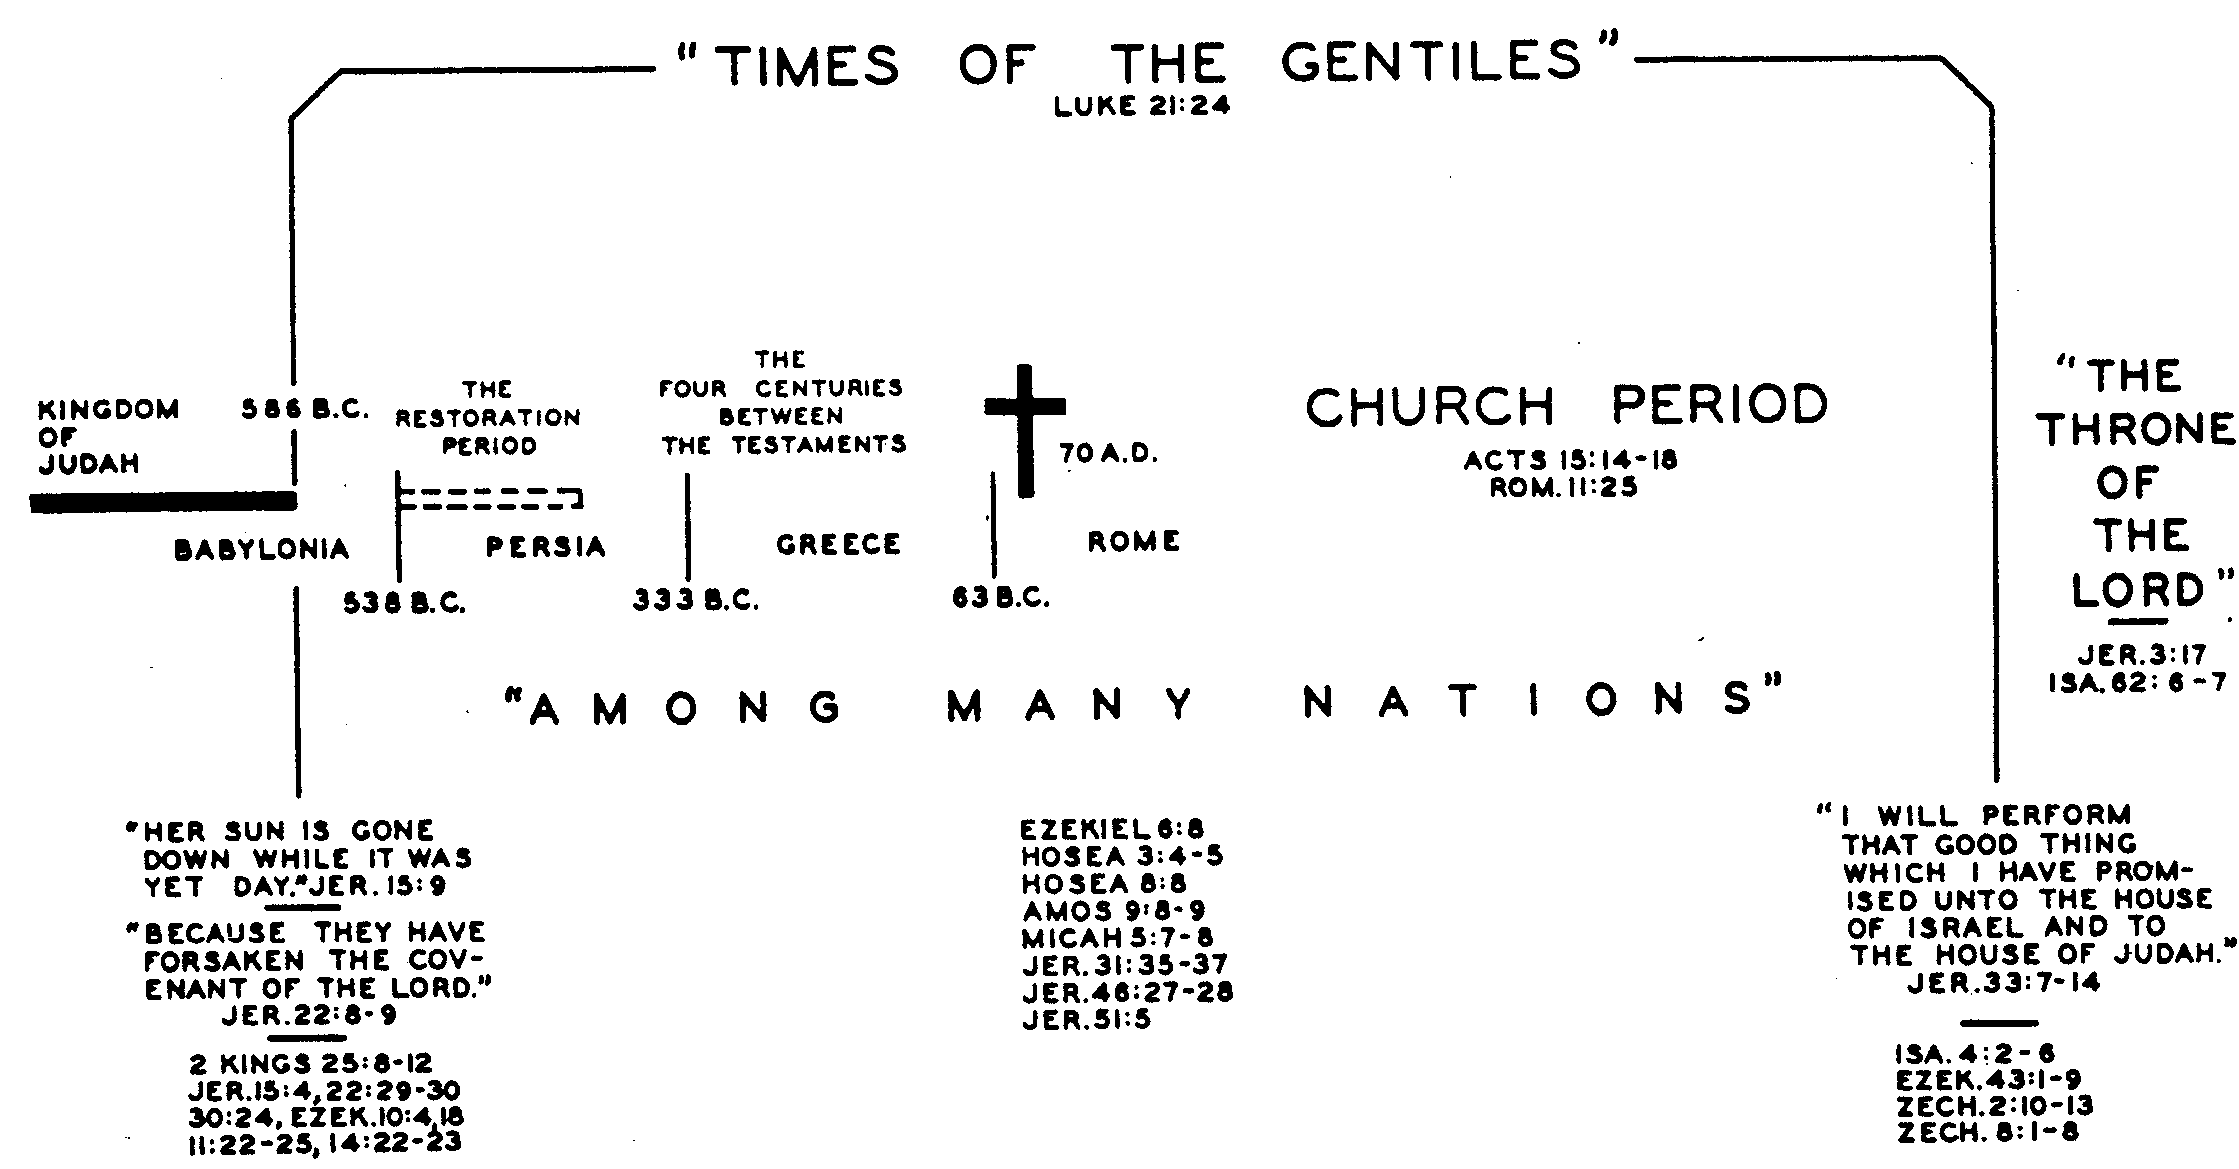 "TIMES OF THE GENTILES"
LUKE 21:24
KINGDOM
OF
JUDAH
586 B.C.
THE
RESTORATION
PERIOD
THE
FOUR CENTURIES
BETWEEN
THE TESTAMENTS
70 A.D.
CHURCH PERIOD
ACTS 15:14-18
ROM. 11:25
"THE
THRONE
OF
THE
LORD"
JER. 3:17
ISA. 62: 6-7
BABYLONIA
PERSIA
GREECE
ROME
538 B.C.
333 B.C.
63 B.C.
"AMONG MANY NATIONS"
"HER SUN IS GONE
DOWN WHILE IT WAS
YET DAY." JER. 15:9
"BECAUSE THEY HAVE
FORSAKEN THE COV-
ENANT OF THE LORD."
JER. 22:8-9
2 KINGS 25:8-12
JER. 15:4, 22:29-30
30:24, EZEK. 10:4,18
11:22-25, 14:22-23
EZEKIEL 6:8
HOSEA 3:4-5
HOSEA 8:8
AMOS 9:8-9
MICAH 5:7-8
JER. 31:35-37
JER. 46:27-28
JER. 51:5
"I WILL PERFORM
THAT GOOD THING
WHICH I HAVE PROM-
ISED UNTO THE HOUSE
OF ISRAEL AND TO
THE HOUSE OF JUDAH."
JER. 33:7-14
ISA. 4:2-6
EZEK. 43:1-9
ZECH. 2:10-13
ZECH. 8:1-8